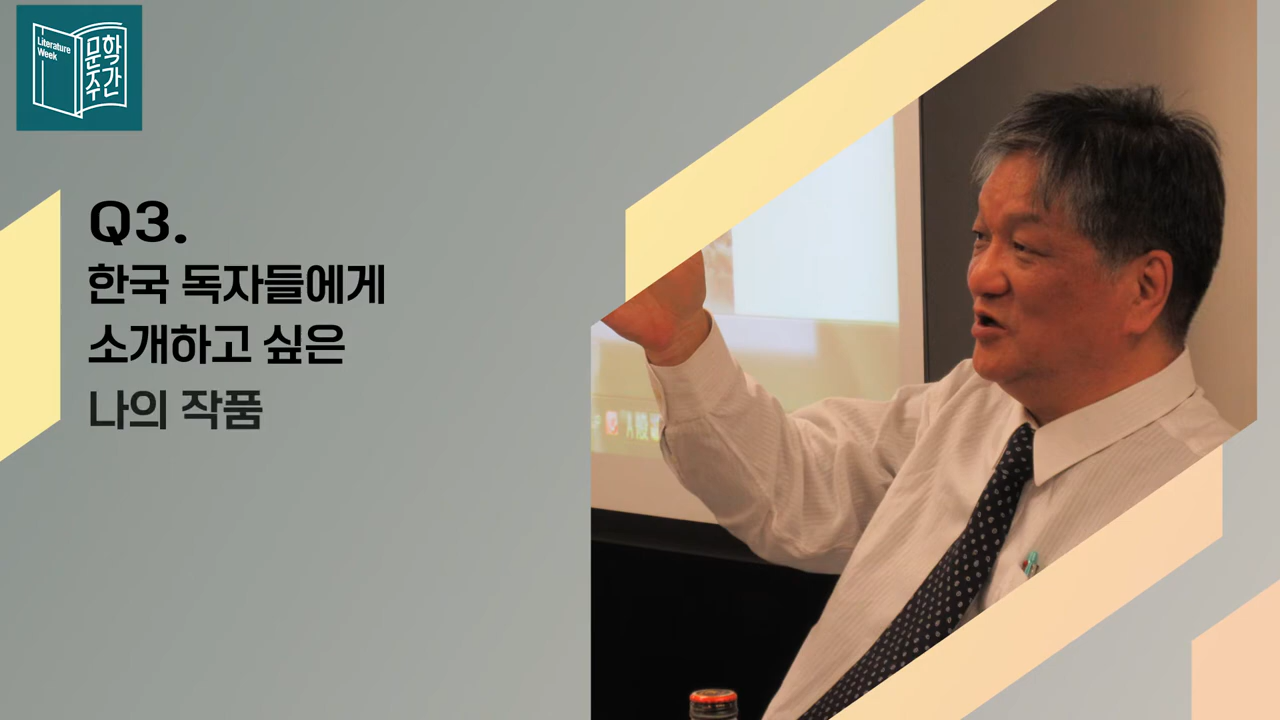 Literature
Week
문학
주간
Q3.
한국 독자들에게
소개하고 싶은
나의 작품